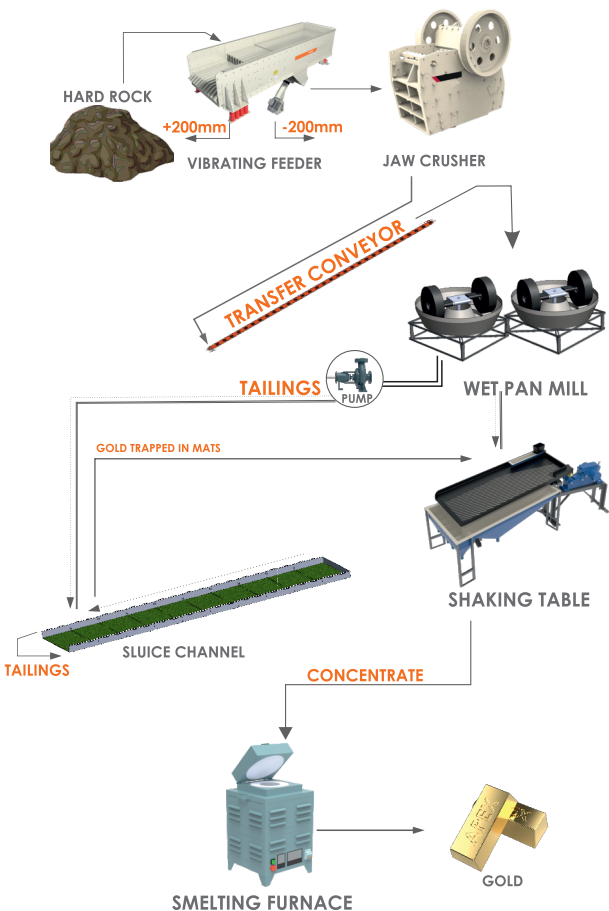 HARD ROCK
+200mm
-200mm
VIBRATING FEEDER
JAW CRUSHER
TRANSFER CONVEYOR
TAILINGS
PUMP
WET PAN MILL
GOLD TRAPPED IN MATS
SHAKING TABLE
SLUICE CHANNEL
TAILINGS
CONCENTRATE
APEX
SMELTING FURNACE
GOLD